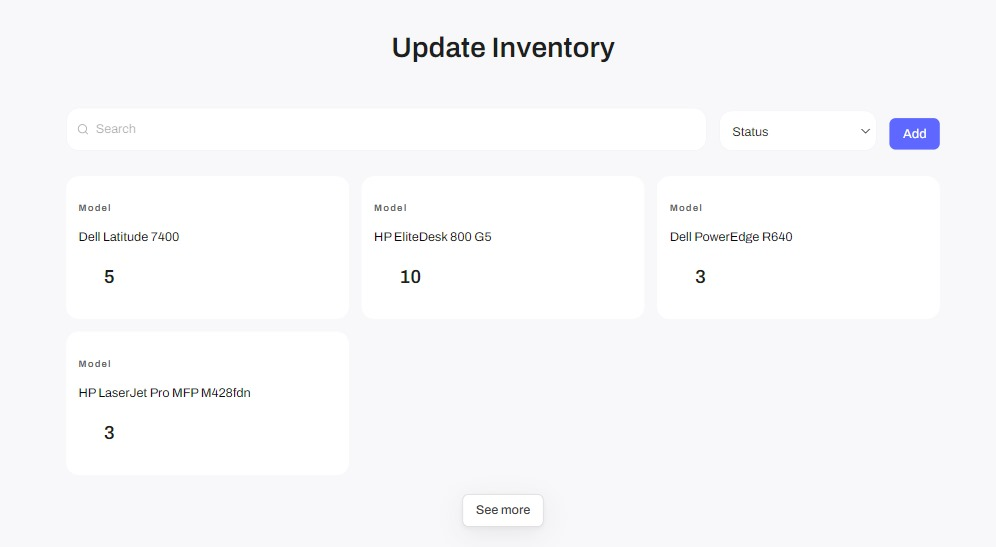 Update Inventory
Search
Status
Add
Model
Dell Latitude 7400
5
Model
HP EliteDesk 800 G5
10
Model
Dell PowerEdge R640
3
Model
HP LaserJet Pro MFP M428fdn
3
See more